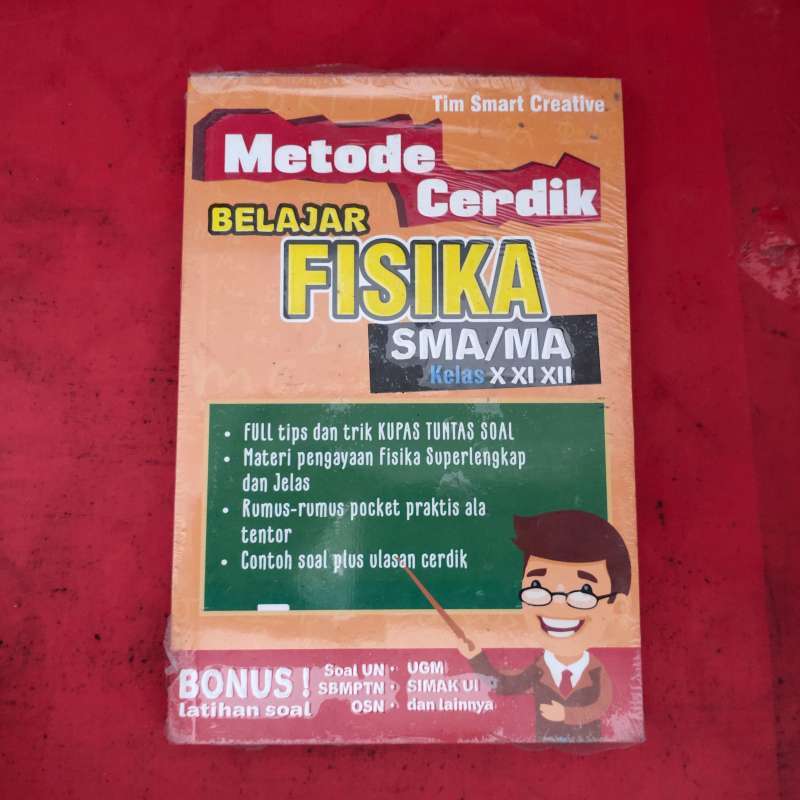 Tim Smart Creative
Metode
Cerdik
BELAJAR
FISIKA
SMA/MA
Kelas X XI XII
• FULL tips dan trik KUPAS TUNTAS SOAL
• Materi pengayaan Fisika Superlengkap
dan Jelas
• Rumus-rumus pocket praktis ala
tentor
• Contoh soal plus ulasan cerdik
BONUS!
latihan soal
Soal UN • UGM
SBMPTN • SIMAK UI
OSN • dan lainnya